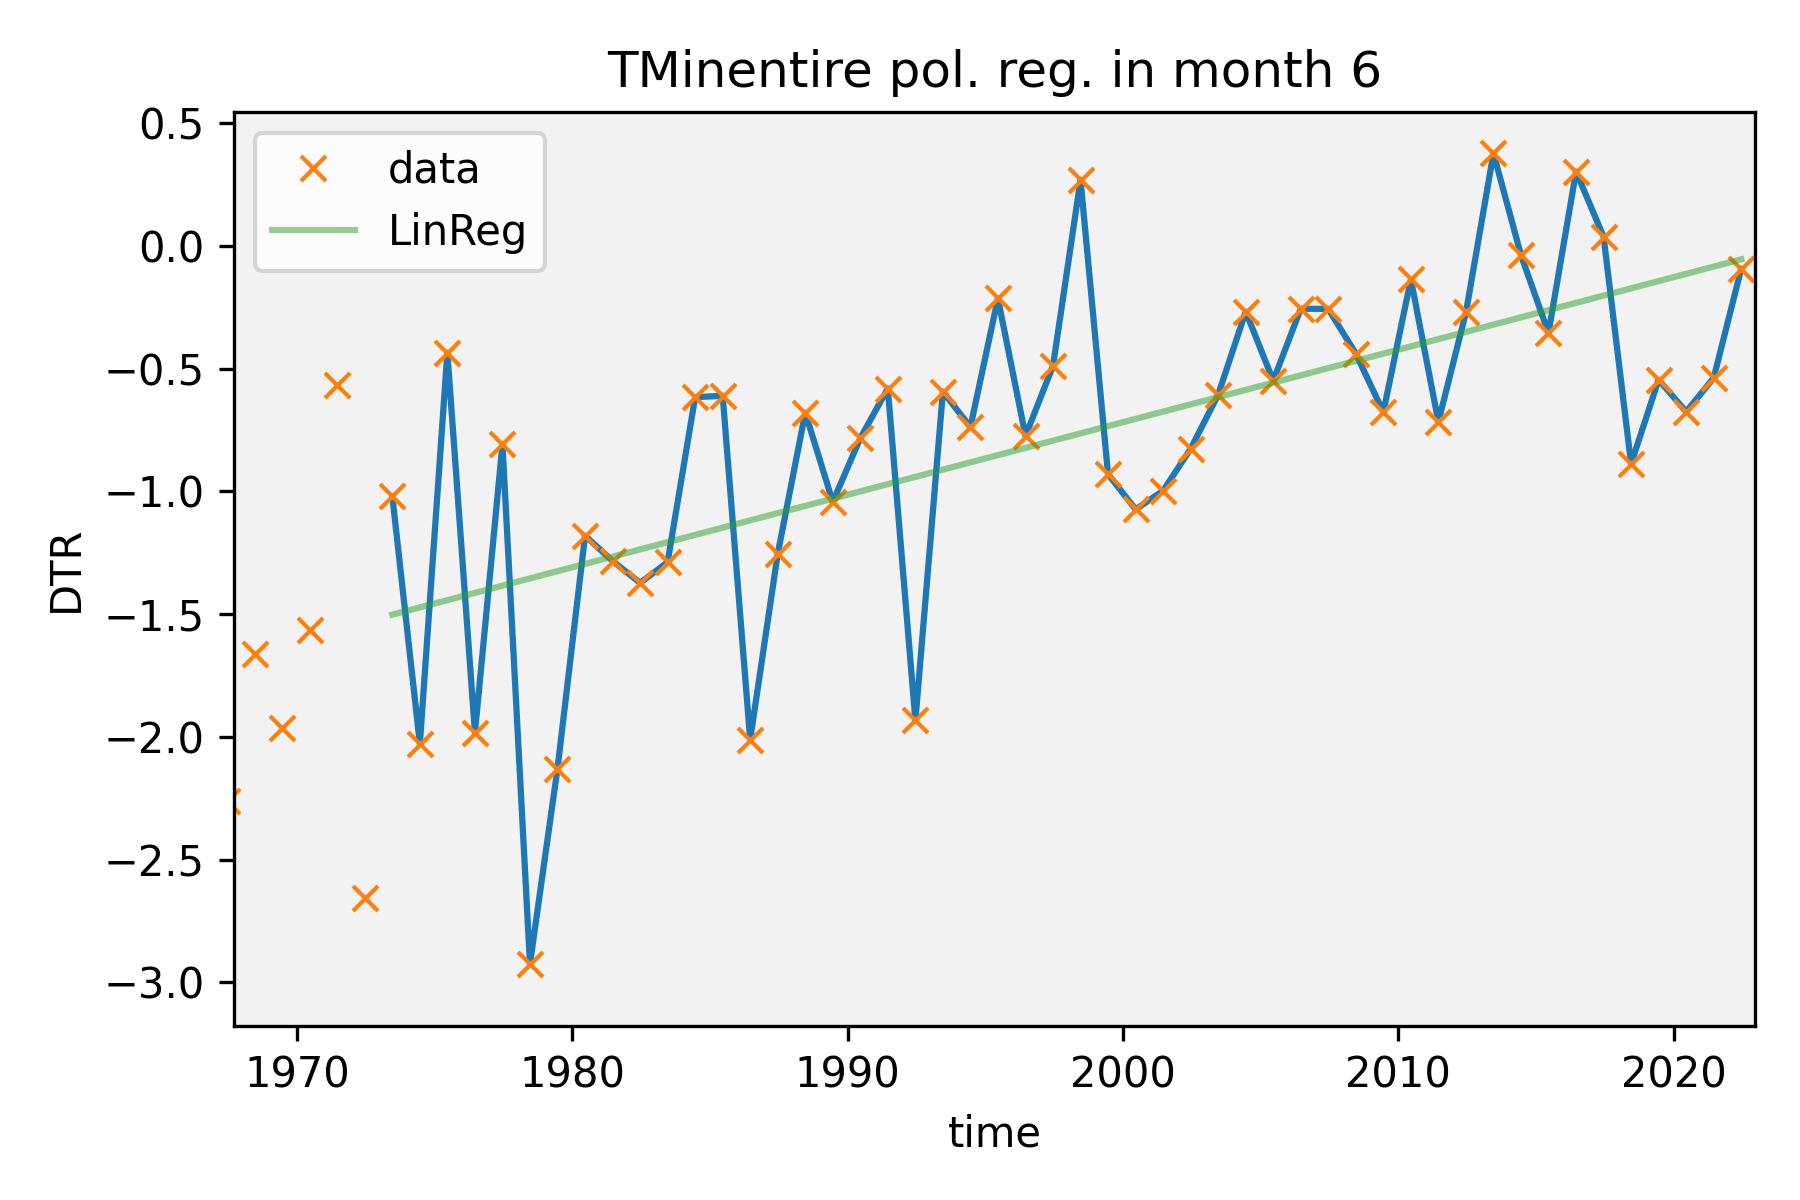 TMinentire pol. reg. in month 6
data
LinReg
DTR
0.5
0.0
−0.5
−1.0
−1.5
−2.0
−2.5
−3.0
1970 1980 1990 2000 2010 2020
time